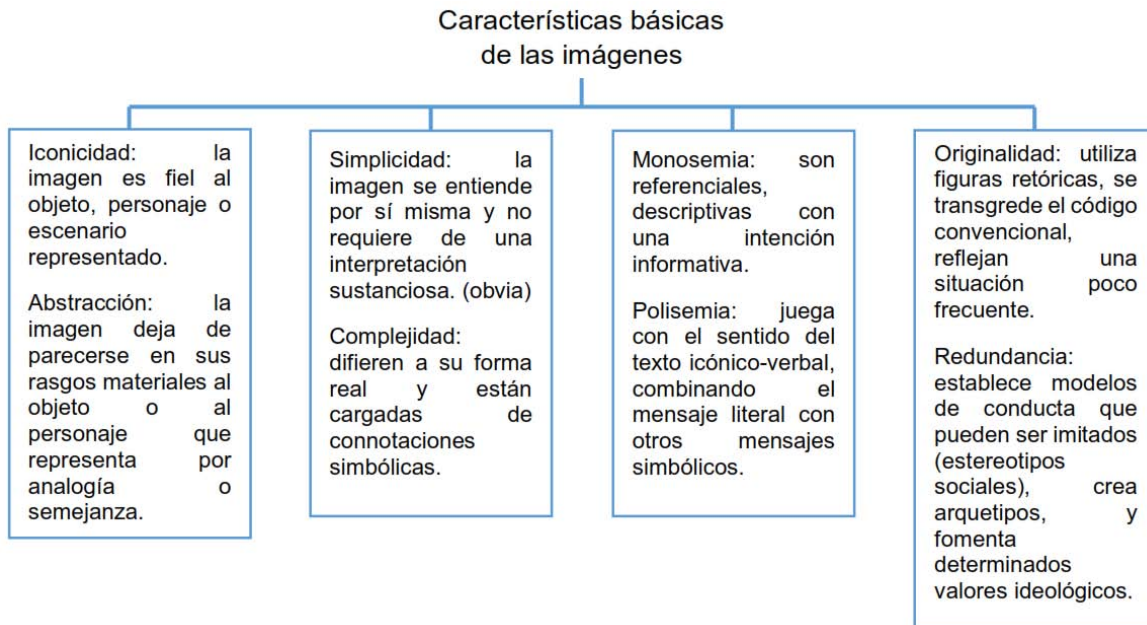 Características básicas
de las imágenes
Iconicidad: la
imagen es fiel al
objeto, personaje o
escenario
representado.
Abstracción: la
imagen deja de
parecerse en sus
rasgos materiales al
objeto o al
personaje que
representa por
analogía o
semejanza.
Simplicidad: la
imagen se entiende
por sí misma y no
requiere de una
interpretación
sustanciosa. (obvia)
Complejidad:
difieren a su forma
real y están
cargadas de
connotaciones
simbólicas.
Monosemia: son
referenciales,
descriptivas con
una intención
informativa.
Polisemia: juega
con el sentido del
texto icónico-verbal,
combinando el
mensaje literal con
otros mensajes
simbólicos.
Originalidad: utiliza
figuras retóricas, se
transgrede el código
convencional,
reflejan una
situación poco
frecuente.
Redundancia:
establece modelos
de conducta que
pueden ser imitados
(estereotipos
sociales), crea
arquetipos, y
fomenta
determinados
valores ideológicos.